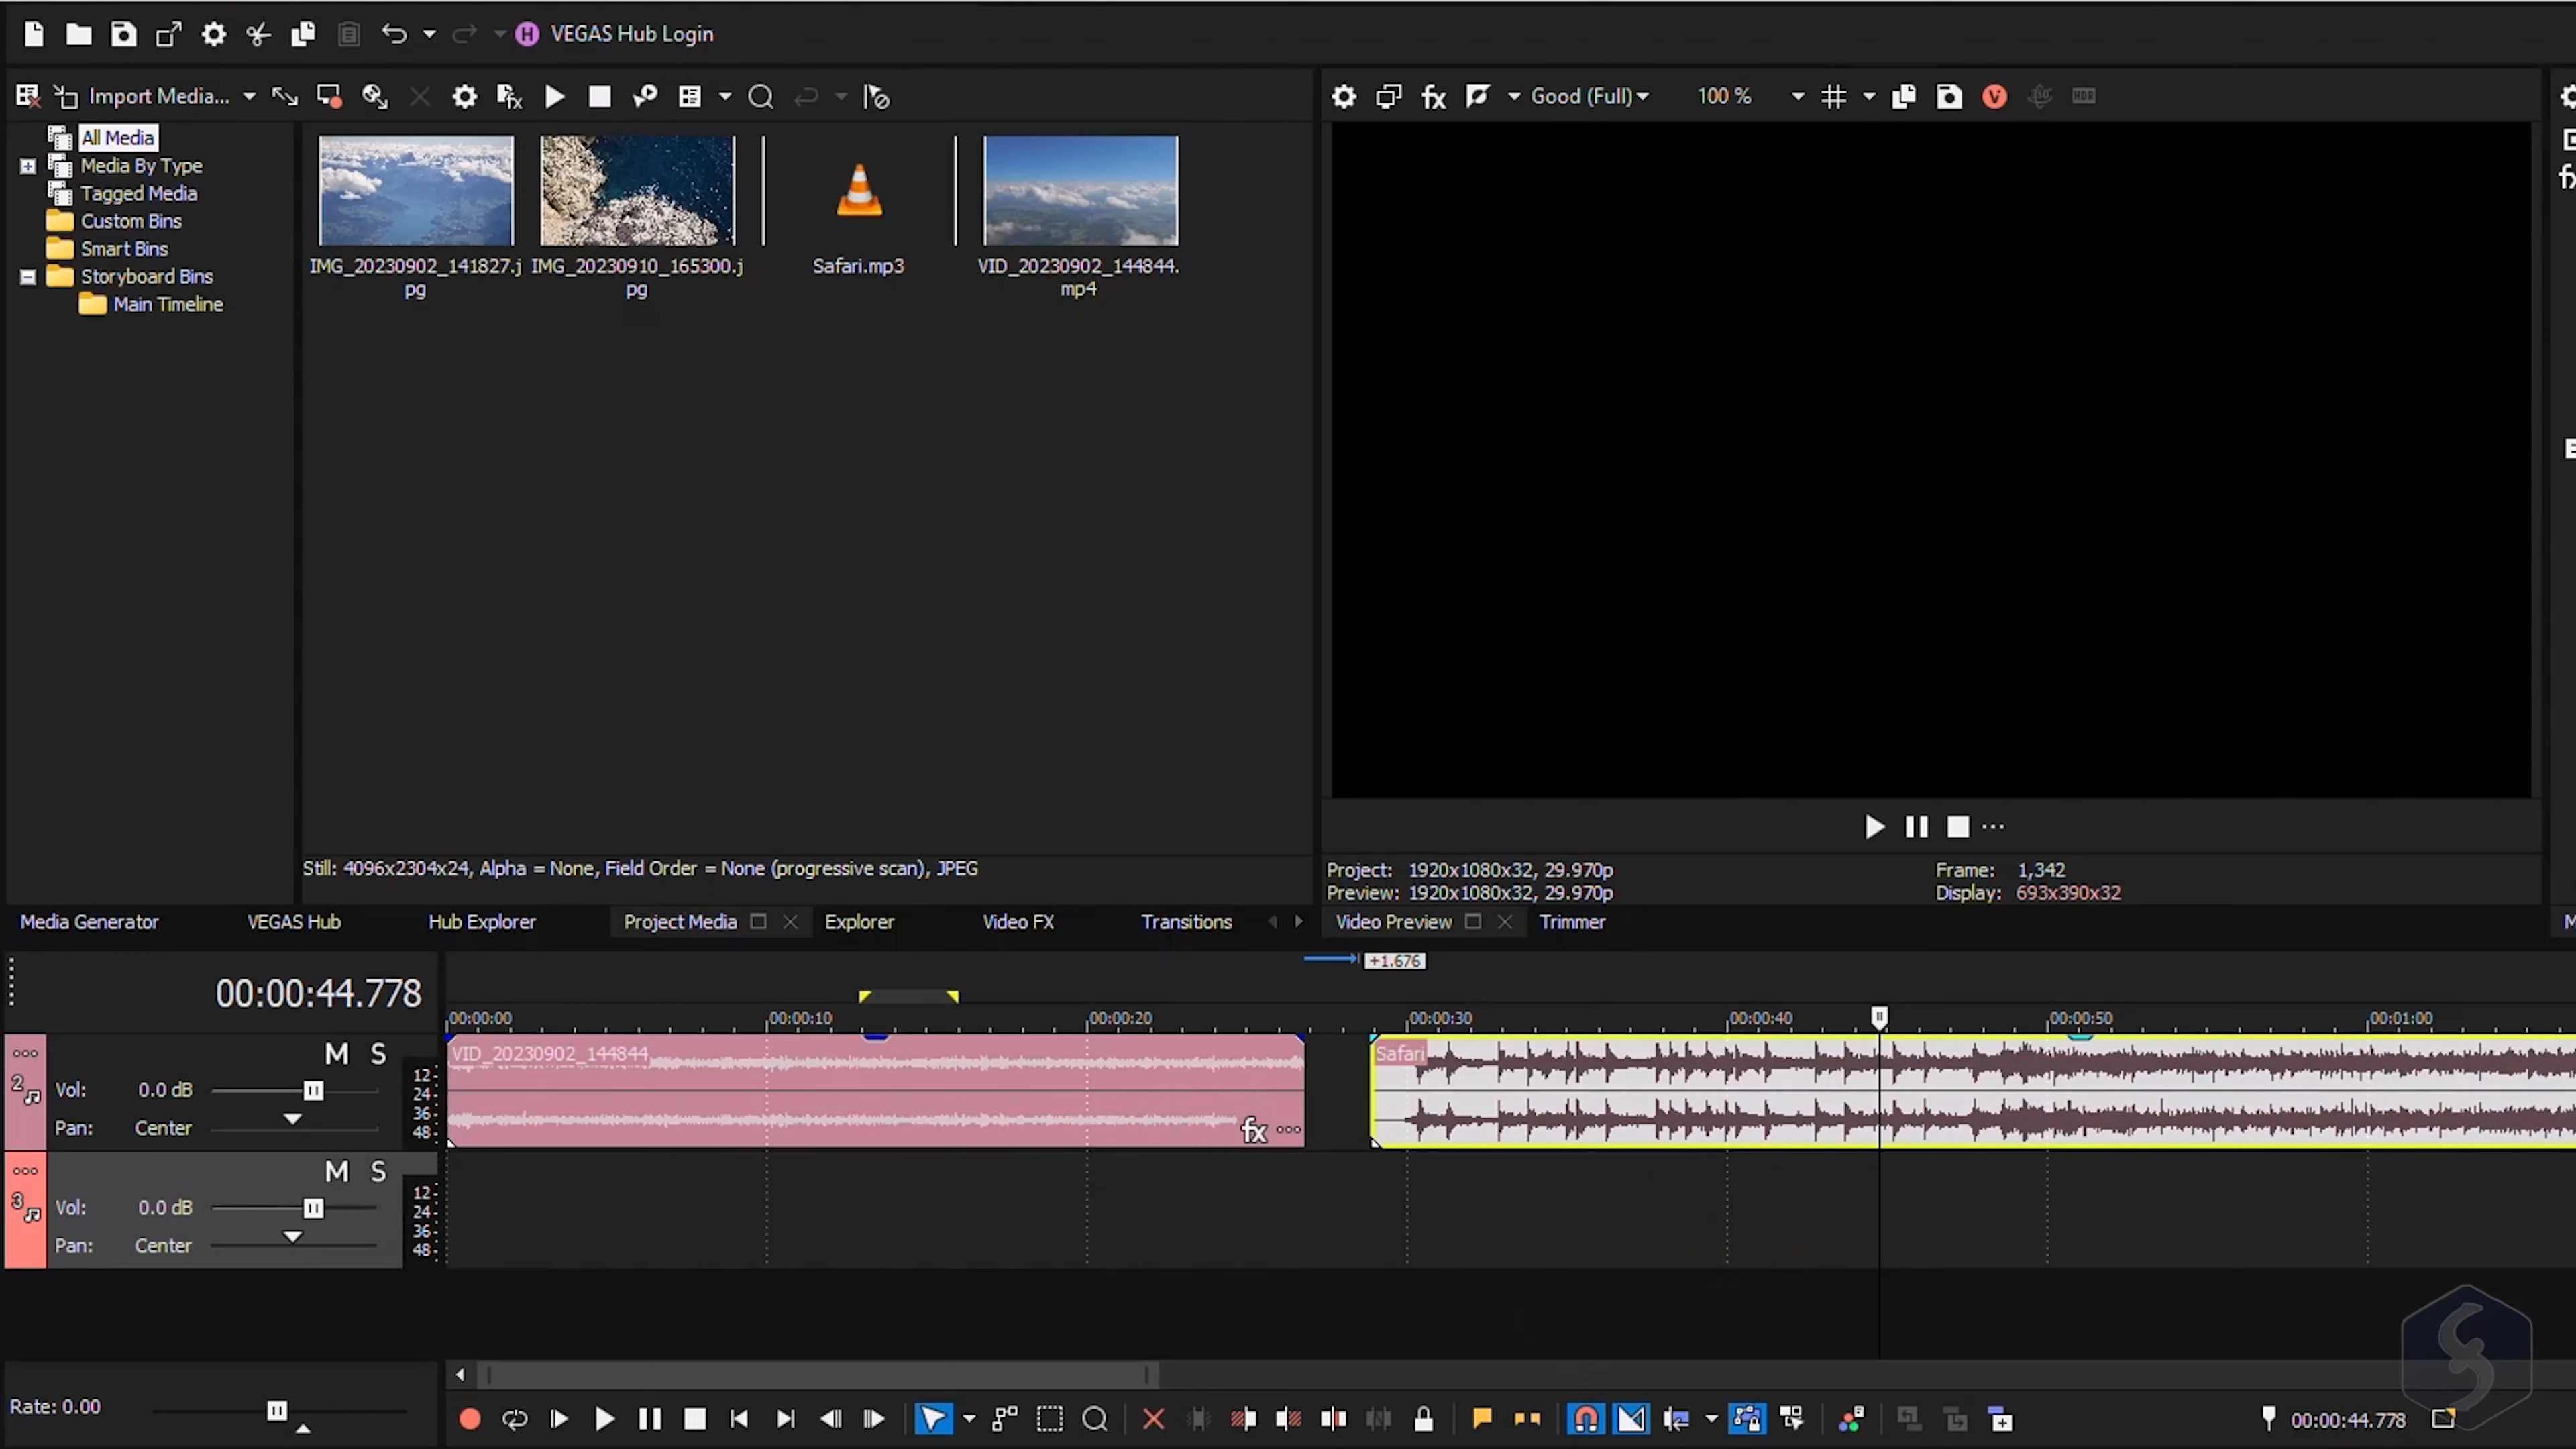 VEGAS Hub Login
Import Media...
Good (Full)
100 %
HDR
All Media
Media By Type
Tagged Media
Custom Bins
Smart Bins
Storyboard Bins
Main Timeline
IMG_20230902_141827.j
pg
IMG_20230910_165300.j
pg
Safari.mp3
VID_20230902_144844.
mp4
Still: 4096x2304x24, Alpha = None, Field Order = None (progressive scan), JPEG
Project: 1920x1080x32, 29.970p
Preview: 1920x1080x32, 29.970p
Frame: 1,342
Display: 693x390x32
Media Generator
VEGAS Hub
Hub Explorer
Project Media
Explorer
Video FX
Transitions
Video Preview
Trimmer
+1.676
00:00:44.778
00:00:00
00:00:10
00:00:20
00:00:30
00:00:40
00:00:50
00:01:00
2
M S
Vol: 0.0 dB
Pan: Center
12
24
36
48
VID_20230902_144844
fx
Safari
3
M S
Vol: 0.0 dB
Pan: Center
12
24
36
48
Rate: 0.00
00:00:44.778